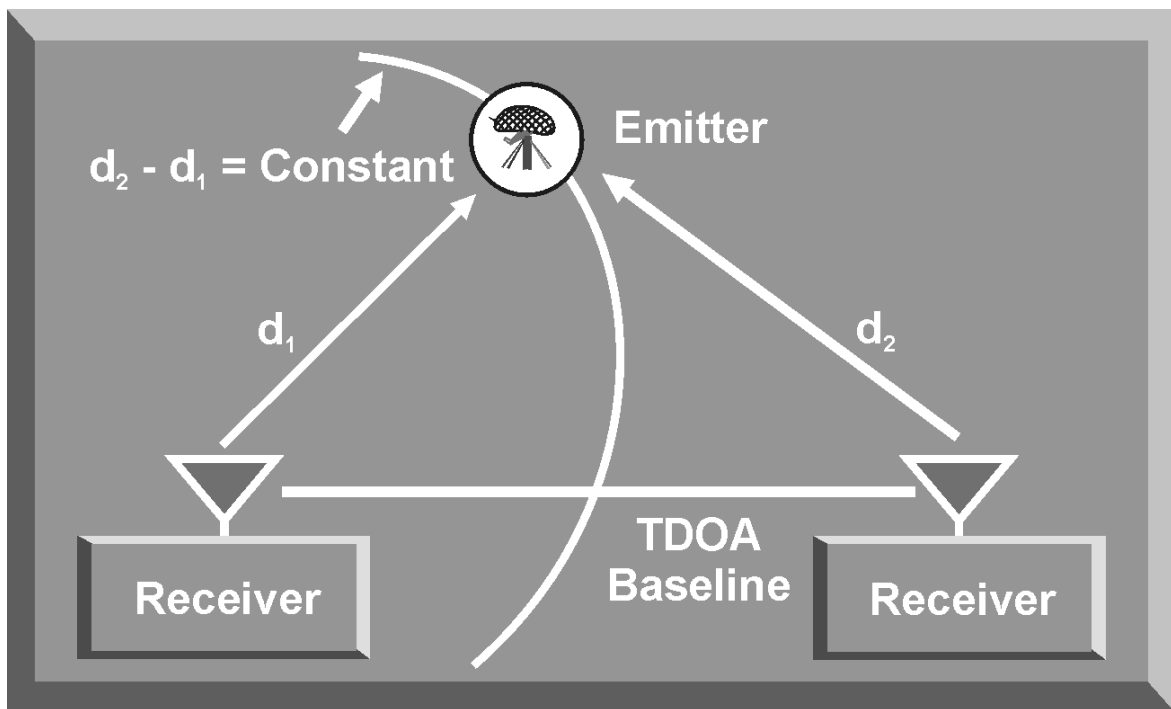 Emitter
d₂ - d₁ = Constant
d₁
d₂
TDOA
Baseline
Receiver
Receiver